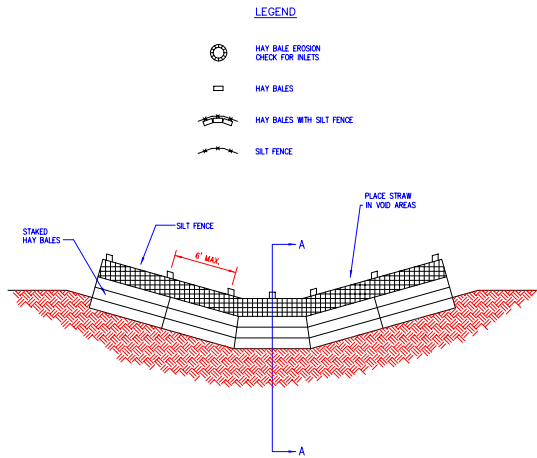 LEGEND
HAY BALE EROSION
CHECK FOR INLETS
HAY BALES
HAY BALES WITH SILT FENCE
SILT FENCE
PLACE STRAW
IN VOID AREAS
STAKED
HAY BALES
SILT FENCE
6' MAX.
A
A